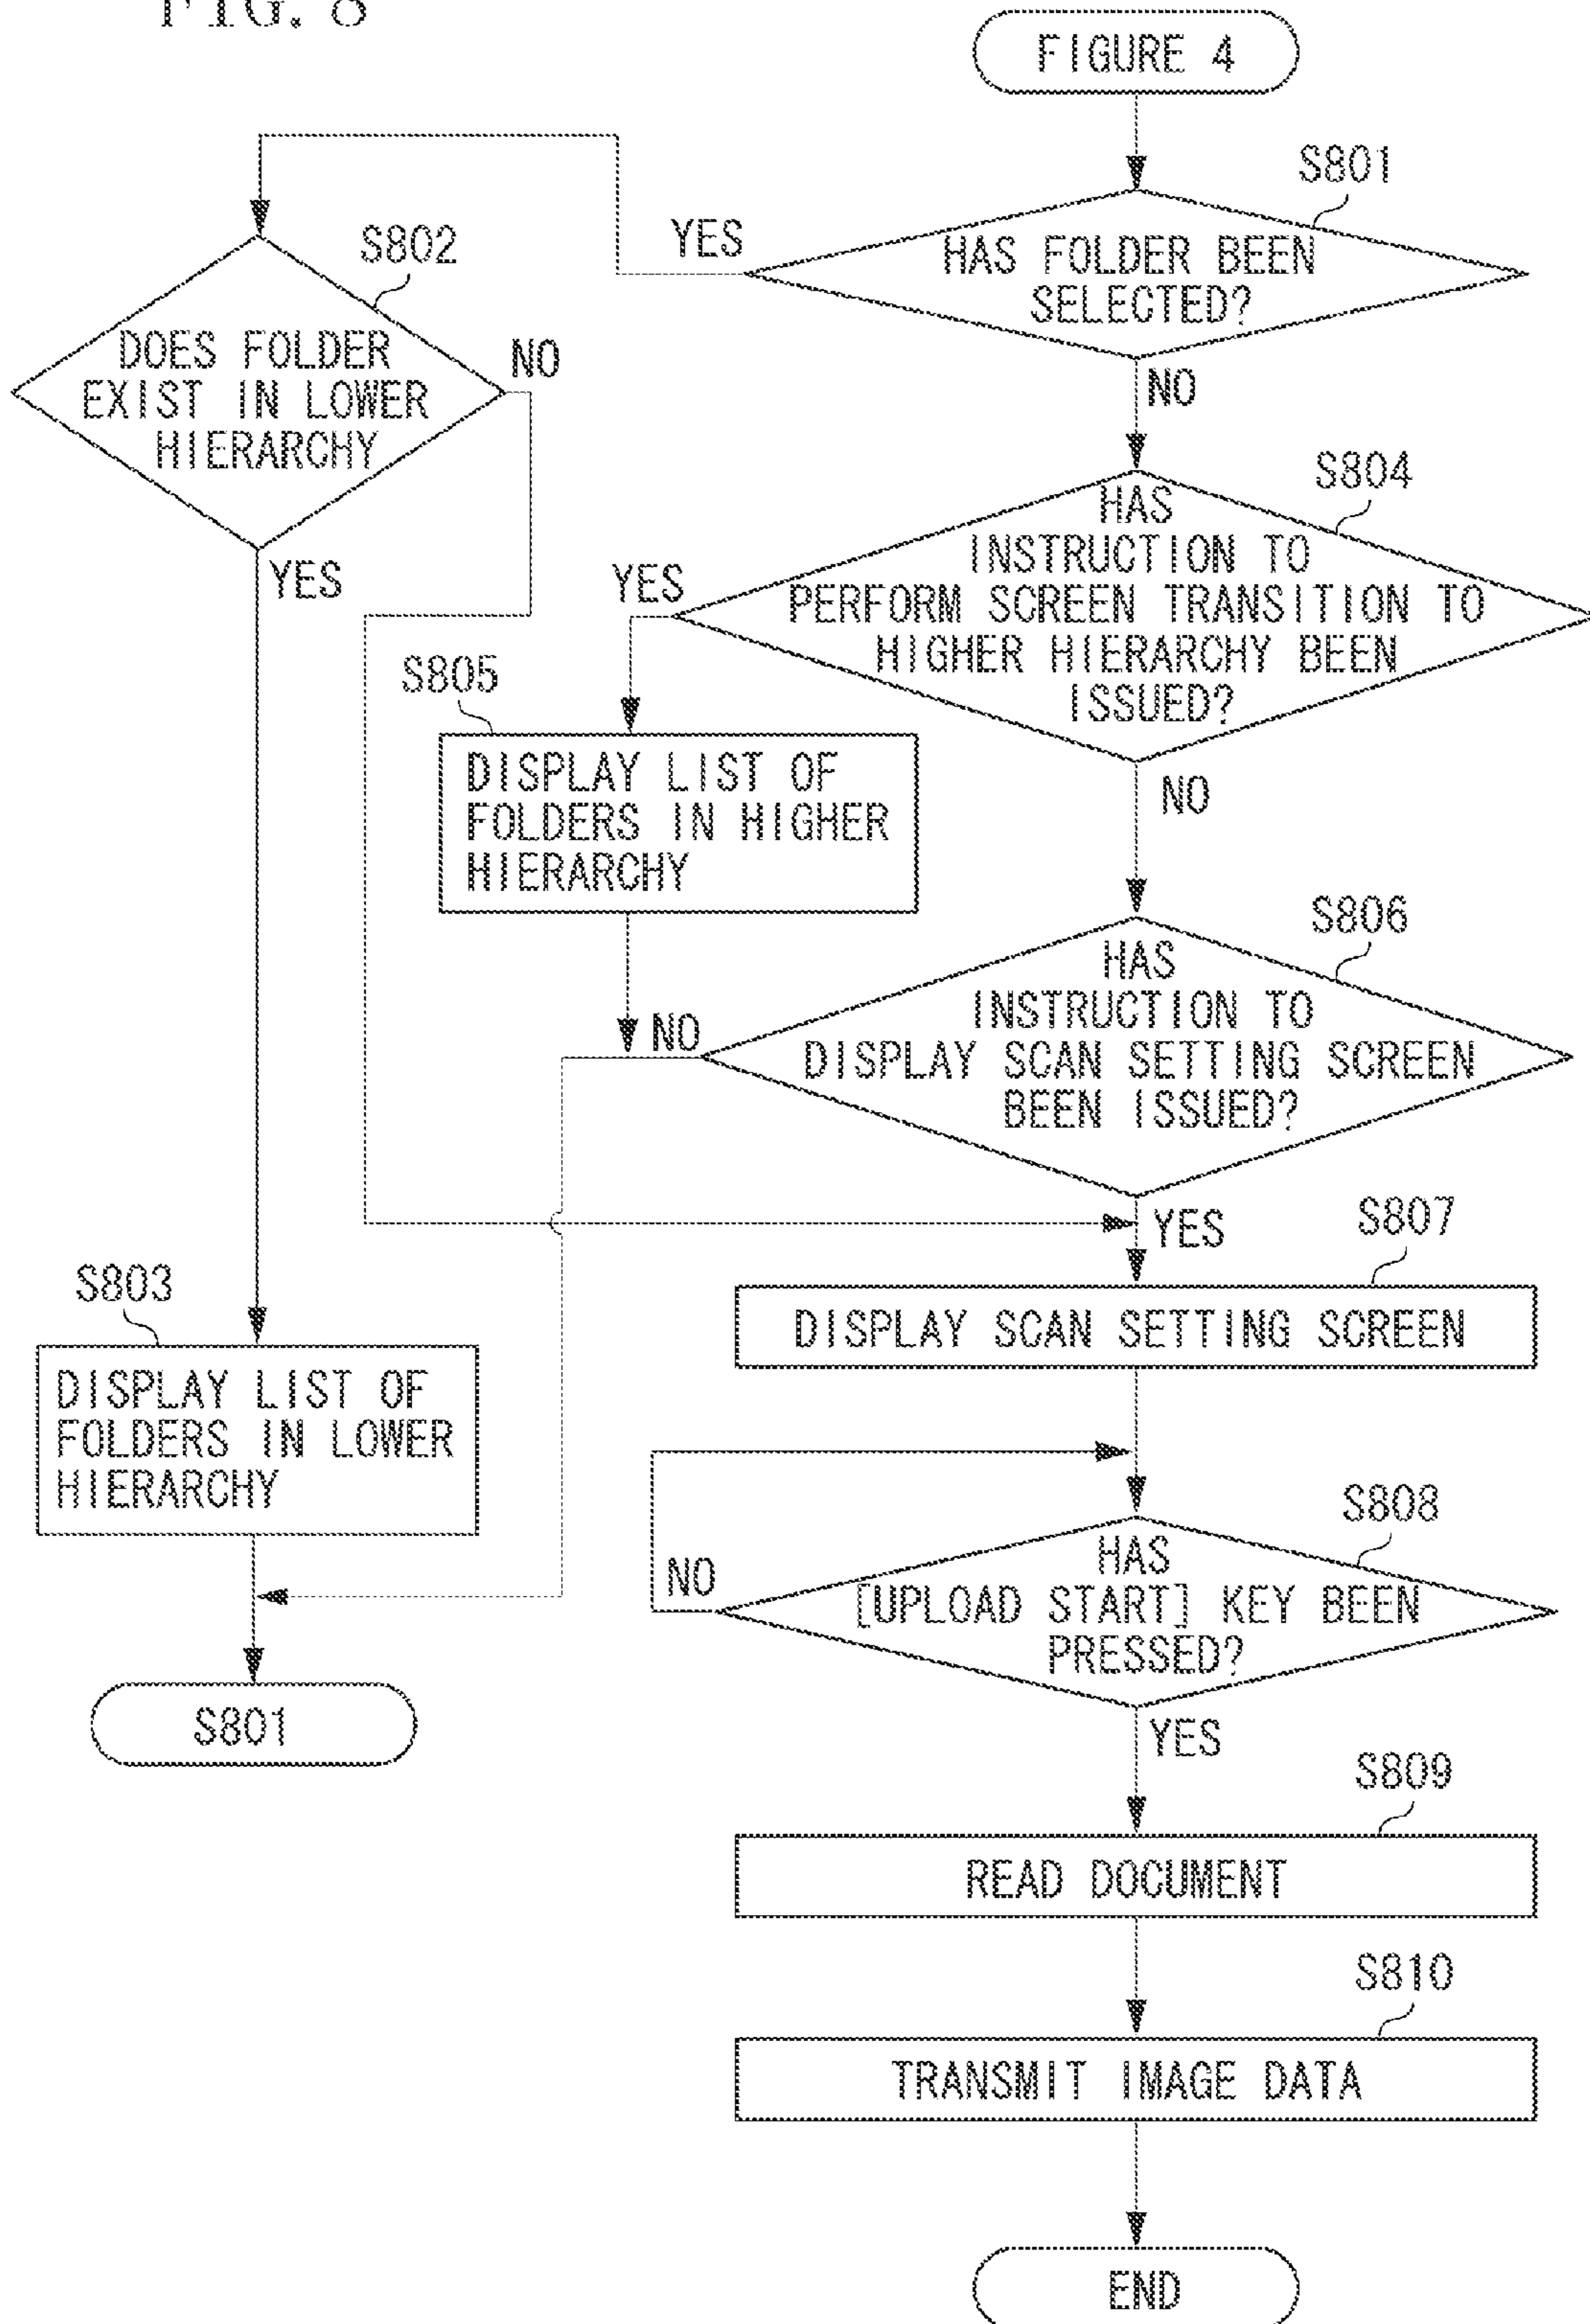 FIG. 8
FIGURE 4
S801
HAS FOLDER BEEN
SELECTED?
YES
NO
S802
DOES FOLDER
EXIST IN LOWER
HIERARCHY
NO
YES
S804
HAS
INSTRUCTION TO
PERFORM SCREEN TRANSITION TO
HIGHER HIERARCHY BEEN
ISSUED?
YES
NO
S805
DISPLAY LIST OF
FOLDERS IN HIGHER
HIERARCHY
S806
HAS
INSTRUCTION TO
DISPLAY SCAN SETTING SCREEN
BEEN ISSUED?
NO
YES
S803
DISPLAY LIST OF
FOLDERS IN LOWER
HIERARCHY
S801
S807
DISPLAY SCAN SETTING SCREEN
S808
HAS
[UPLOAD START] KEY BEEN
PRESSED?
NO
YES
S809
READ DOCUMENT
S810
TRANSMIT IMAGE DATA
END